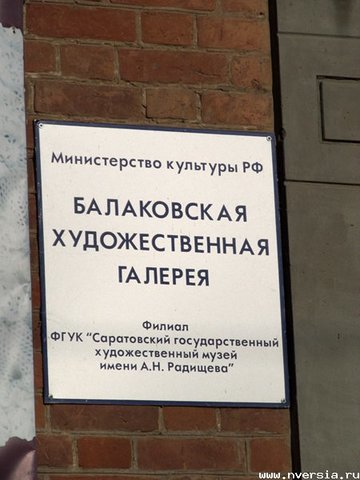 Министерство культуры РФ
БАЛАКОВСКАЯ
ХУДОЖЕСТВЕННАЯ
ГАЛЕРЕЯ
Филиал
ФГУК "Саратовский государственный
художественный музей
имени А.Н. Радищева"
www.nversia.ru